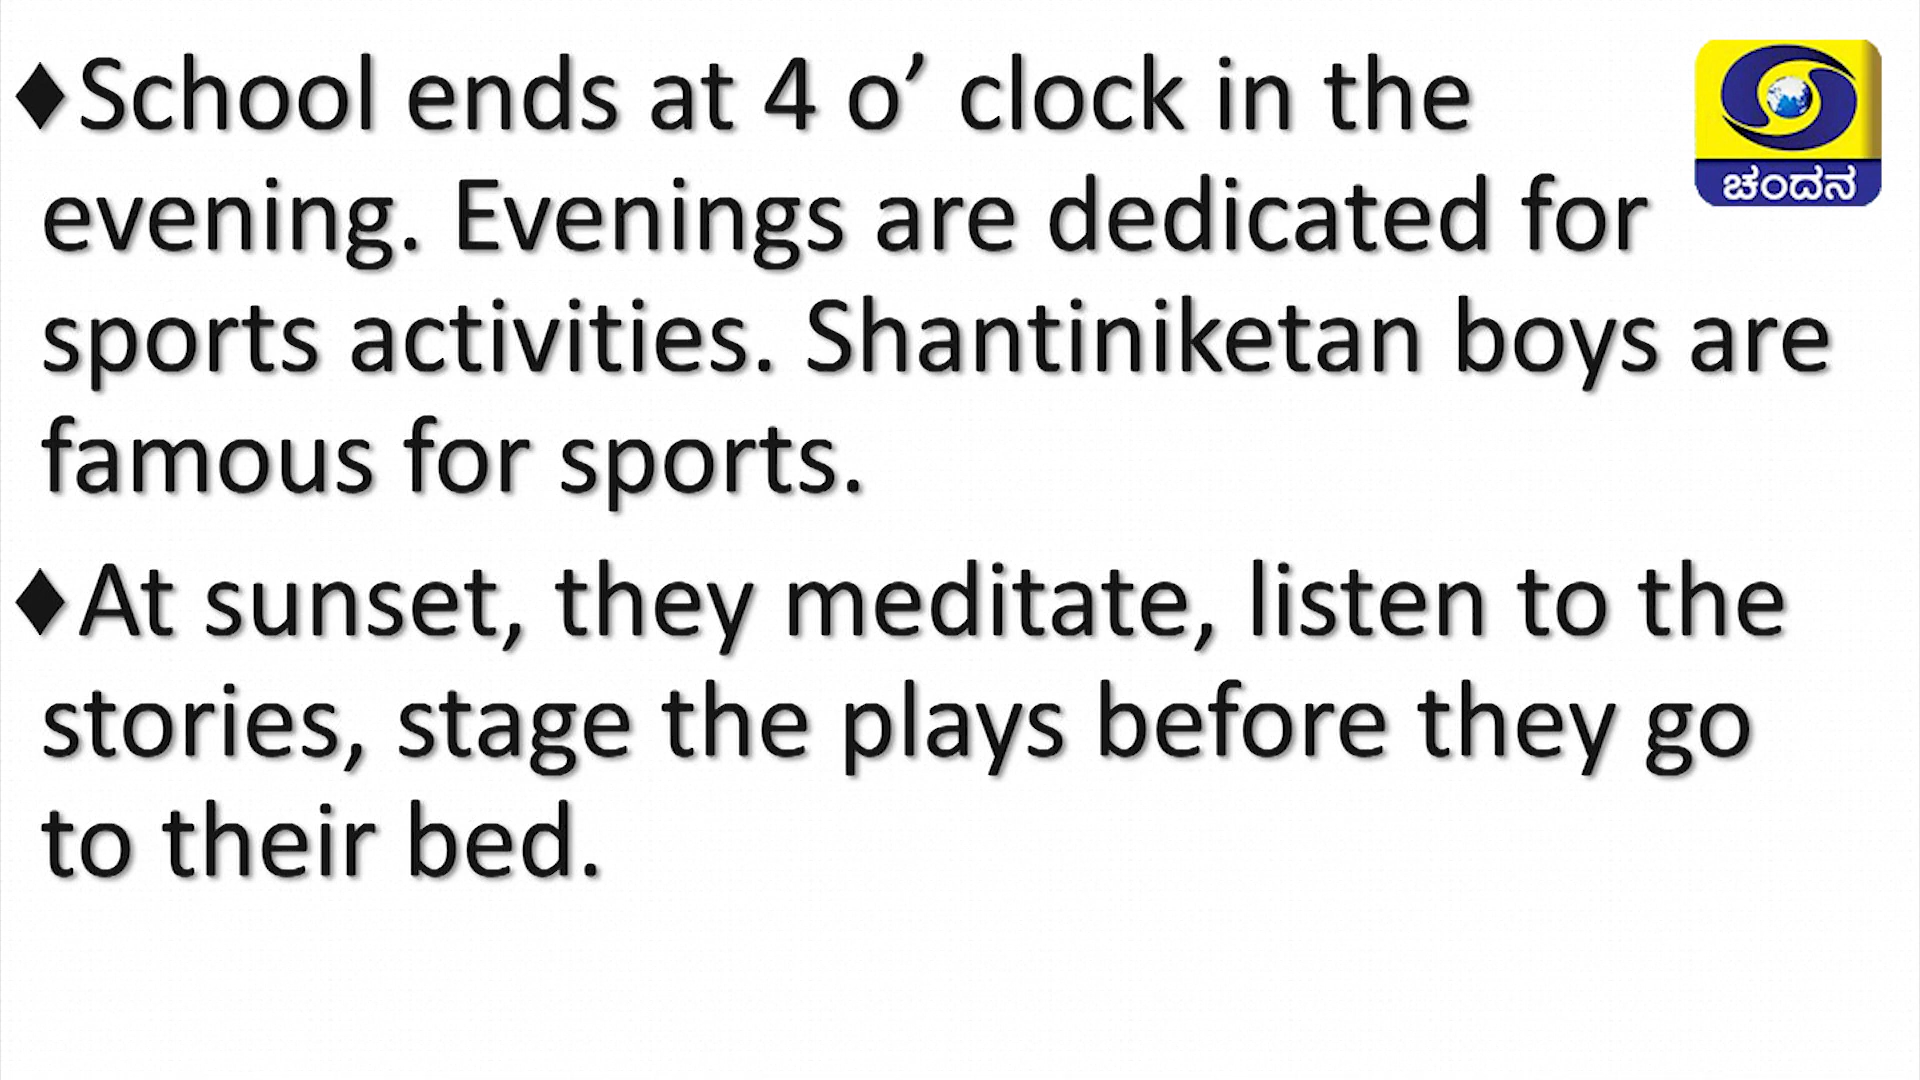 ♦School ends at 4 o’ clock in the
evening. Evenings are dedicated for
sports activities. Shantiniketan boys are
famous for sports.
♦At sunset, they meditate, listen to the
stories, stage the plays before they go
to their bed.
ಚಂದನ